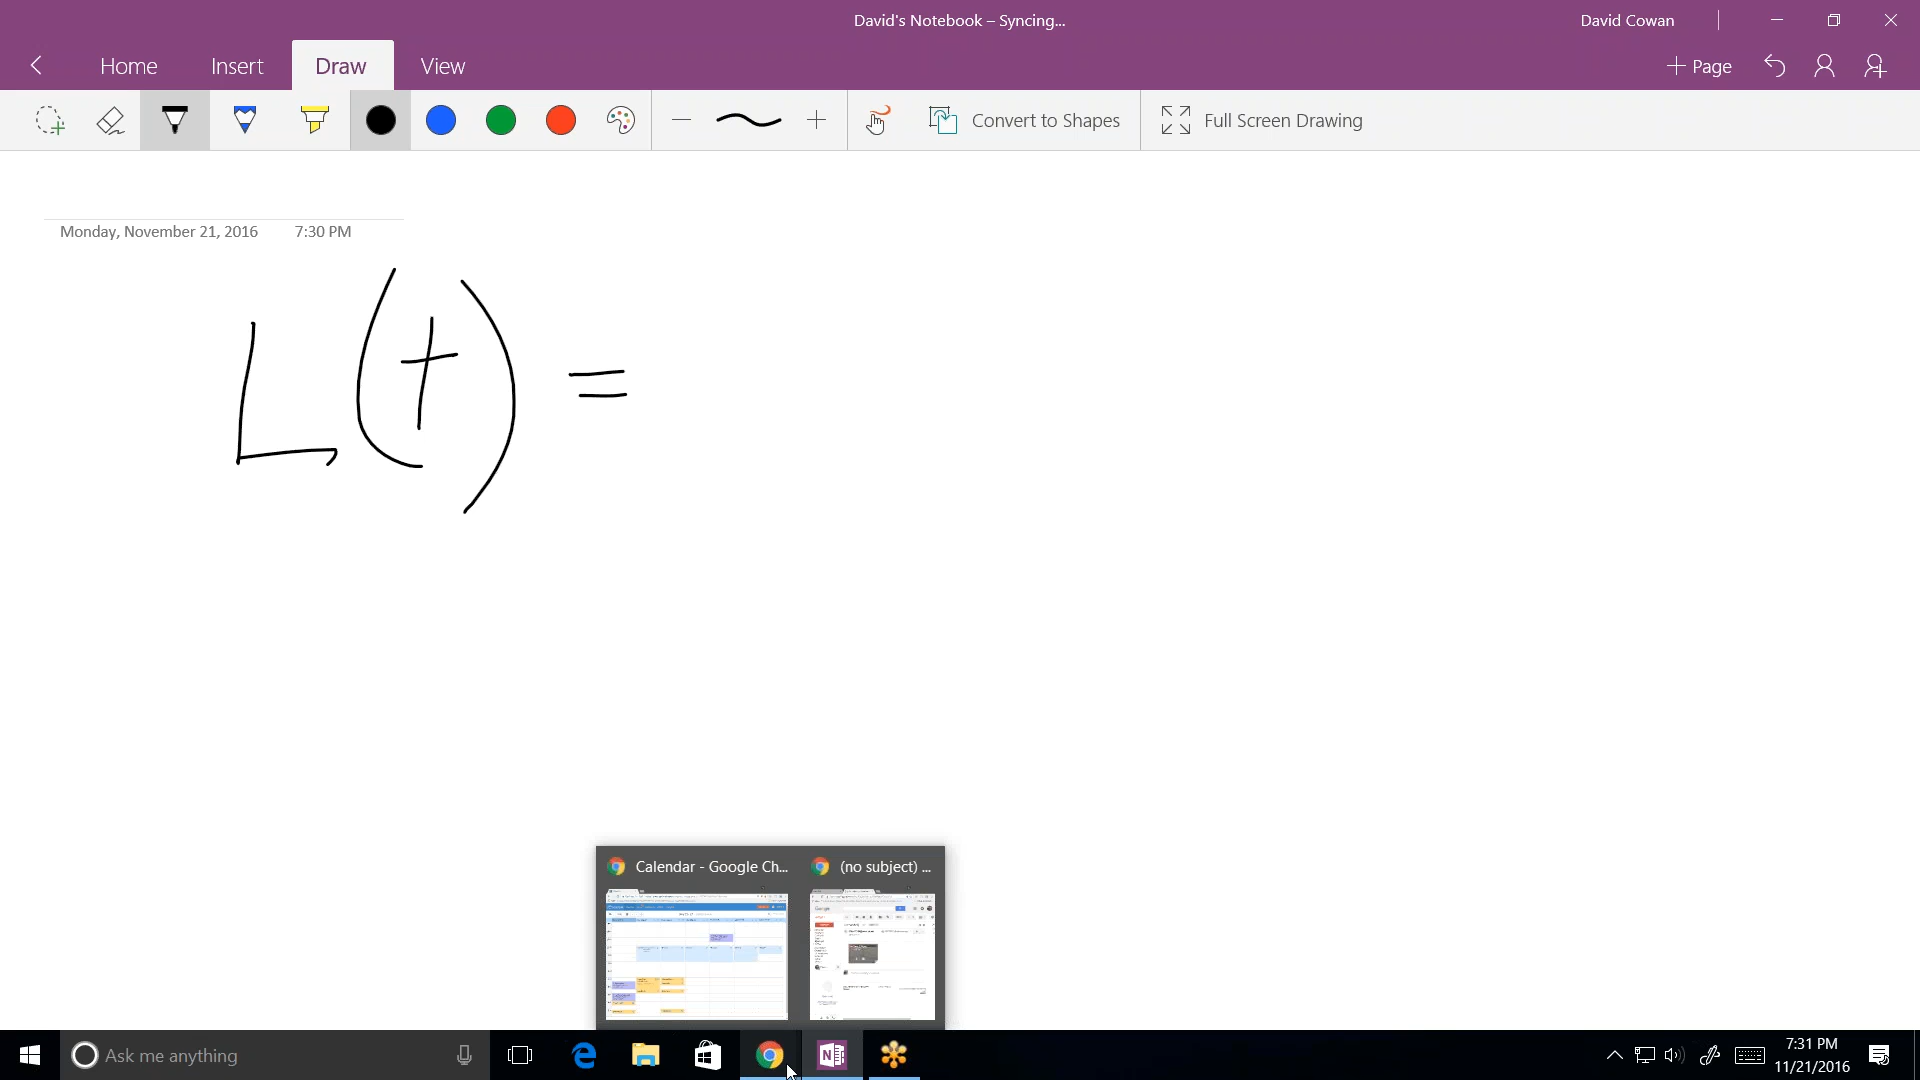 David's Notebook – Syncing...
David Cowan
Home Insert Draw View
Page
Convert to Shapes
Full Screen Drawing
Monday, November 21, 2016 7:30 PM
L(t) =
Calendar - Google Ch...
(no subject) ...
Ask me anything
7:31 PM
11/21/2016